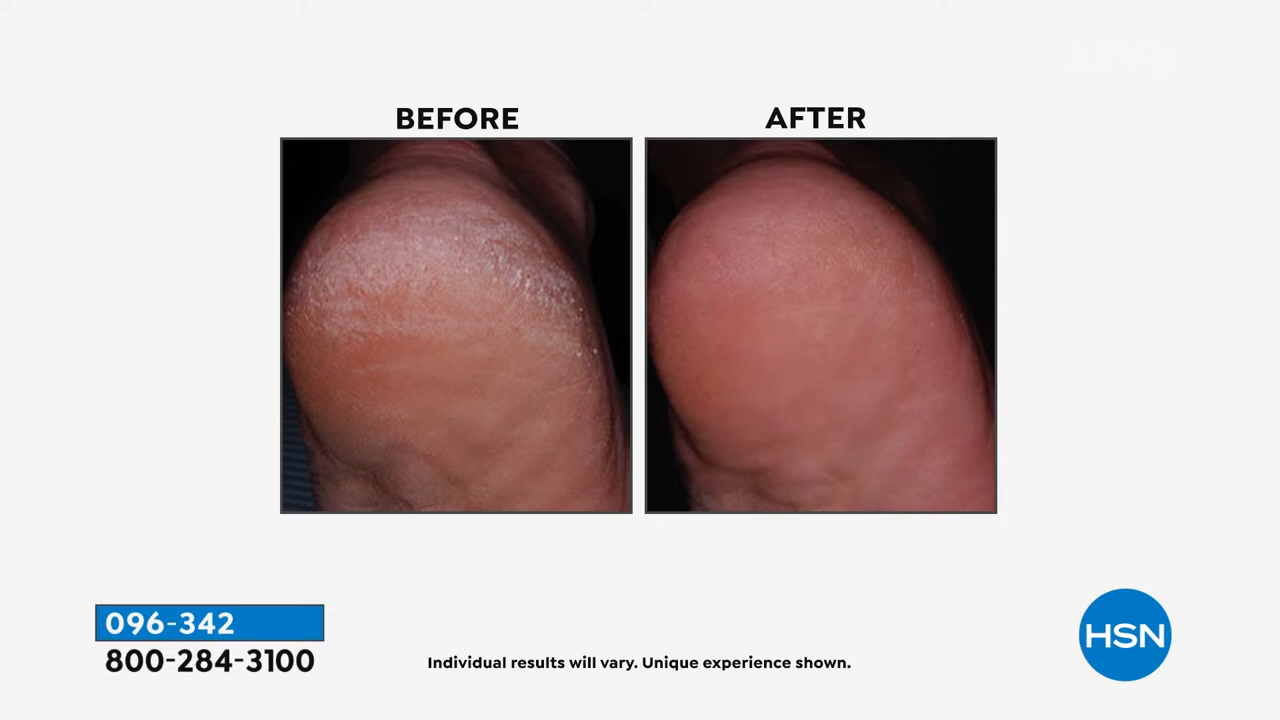 BEFORE
AFTER
096-342
800-284-3100
Individual results will vary. Unique experience shown.
HSN